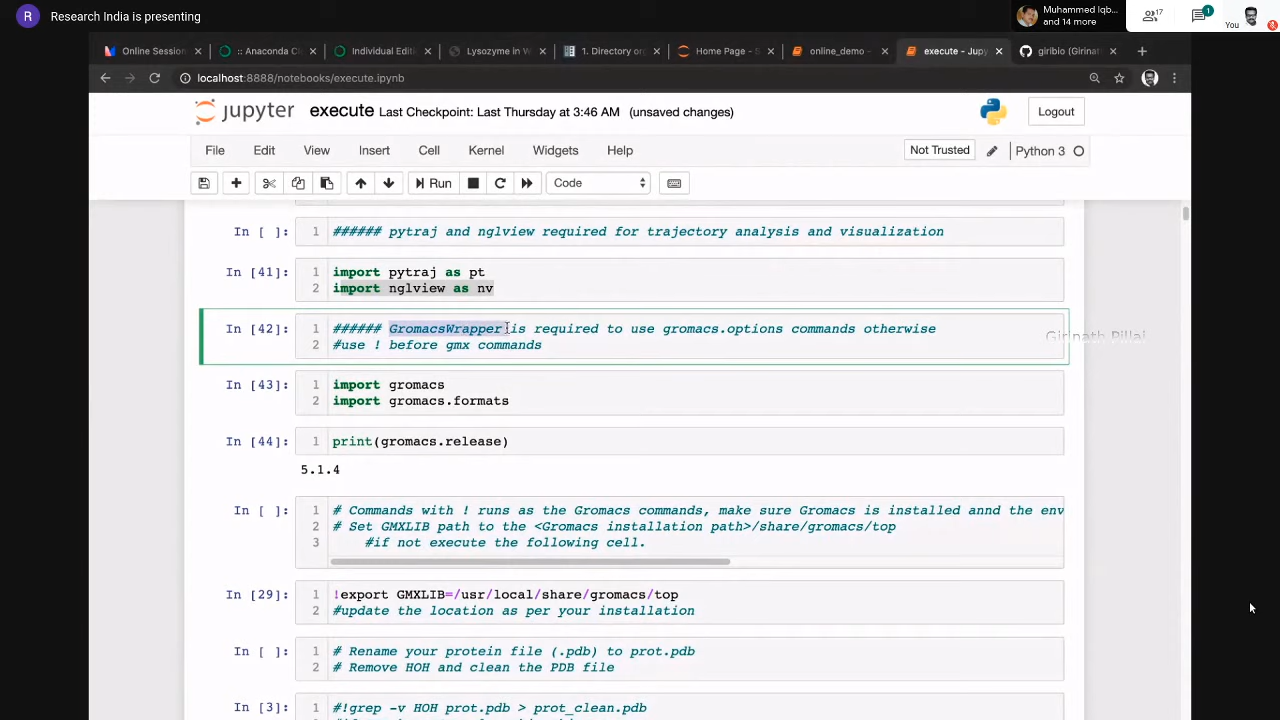 R Research India is presenting
Muhammed Iqb...
and 14 more
17
1
You
Online Session
:: Anaconda Cl
Individual Editi
Lysozyme in W
1. Directory or
Home Page - S
online_demo -
execute - Jupy
giribio (Girinat
localhost:8888/notebooks/execute.ipynb
jupyter execute Last Checkpoint: Last Thursday at 3:46 AM (unsaved changes)
Logout
File Edit View Insert Cell Kernel Widgets Help
Not Trusted
Python 3
Run
Code
In [ ]: 1 ###### pytraj and nglview required for trajectory analysis and visualization
In [41]: 1 import pytraj as pt
2 import nglview as nv
In [42]: 1 ###### GromacsWrapper is required to use gromacs.options commands otherwise
2 #use ! before gmx commands
Girinath Pillai
In [43]: 1 import gromacs
2 import gromacs.formats
In [44]: 1 print(gromacs.release)
5.1.4
In [ ]: 1 # Commands with ! runs as the Gromacs commands, make sure Gromacs is installed annd the env
2 # Set GMXLIB path to the <Gromacs installation path>/share/gromacs/top
3 #if not execute the following cell.
In [29]: 1 !export GMXLIB=/usr/local/share/gromacs/top
2 #update the location as per your installation
In [ ]: 1 # Rename your protein file (.pdb) to prot.pdb
2 # Remove HOH and clean the PDB file
In [3]: 1 #!grep -v HOH prot.pdb > prot_clean.pdb